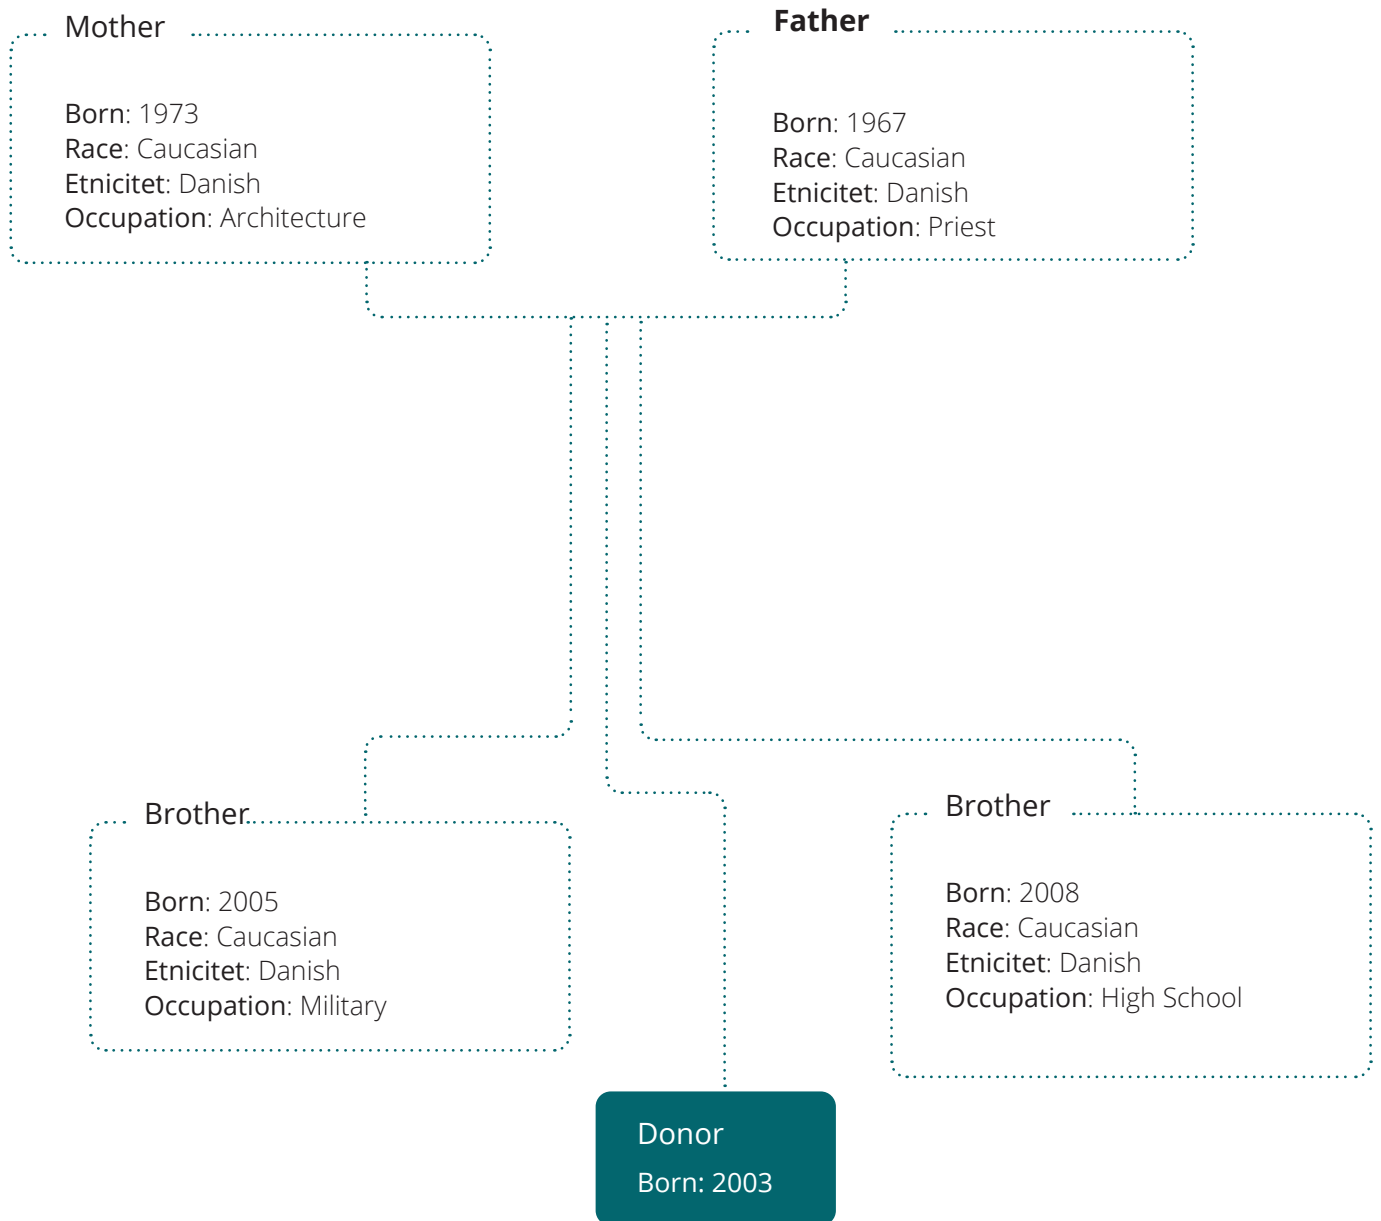 Mother
Born: 1973
Race: Caucasian
Etnicitet: Danish
Occupation: Architecture
Father
Born: 1967
Race: Caucasian
Etnicitet: Danish
Occupation: Priest
Brother
Born: 2005
Race: Caucasian
Etnicitet: Danish
Occupation: Military
Brother
Born: 2008
Race: Caucasian
Etnicitet: Danish
Occupation: High School
Donor
Born: 2003